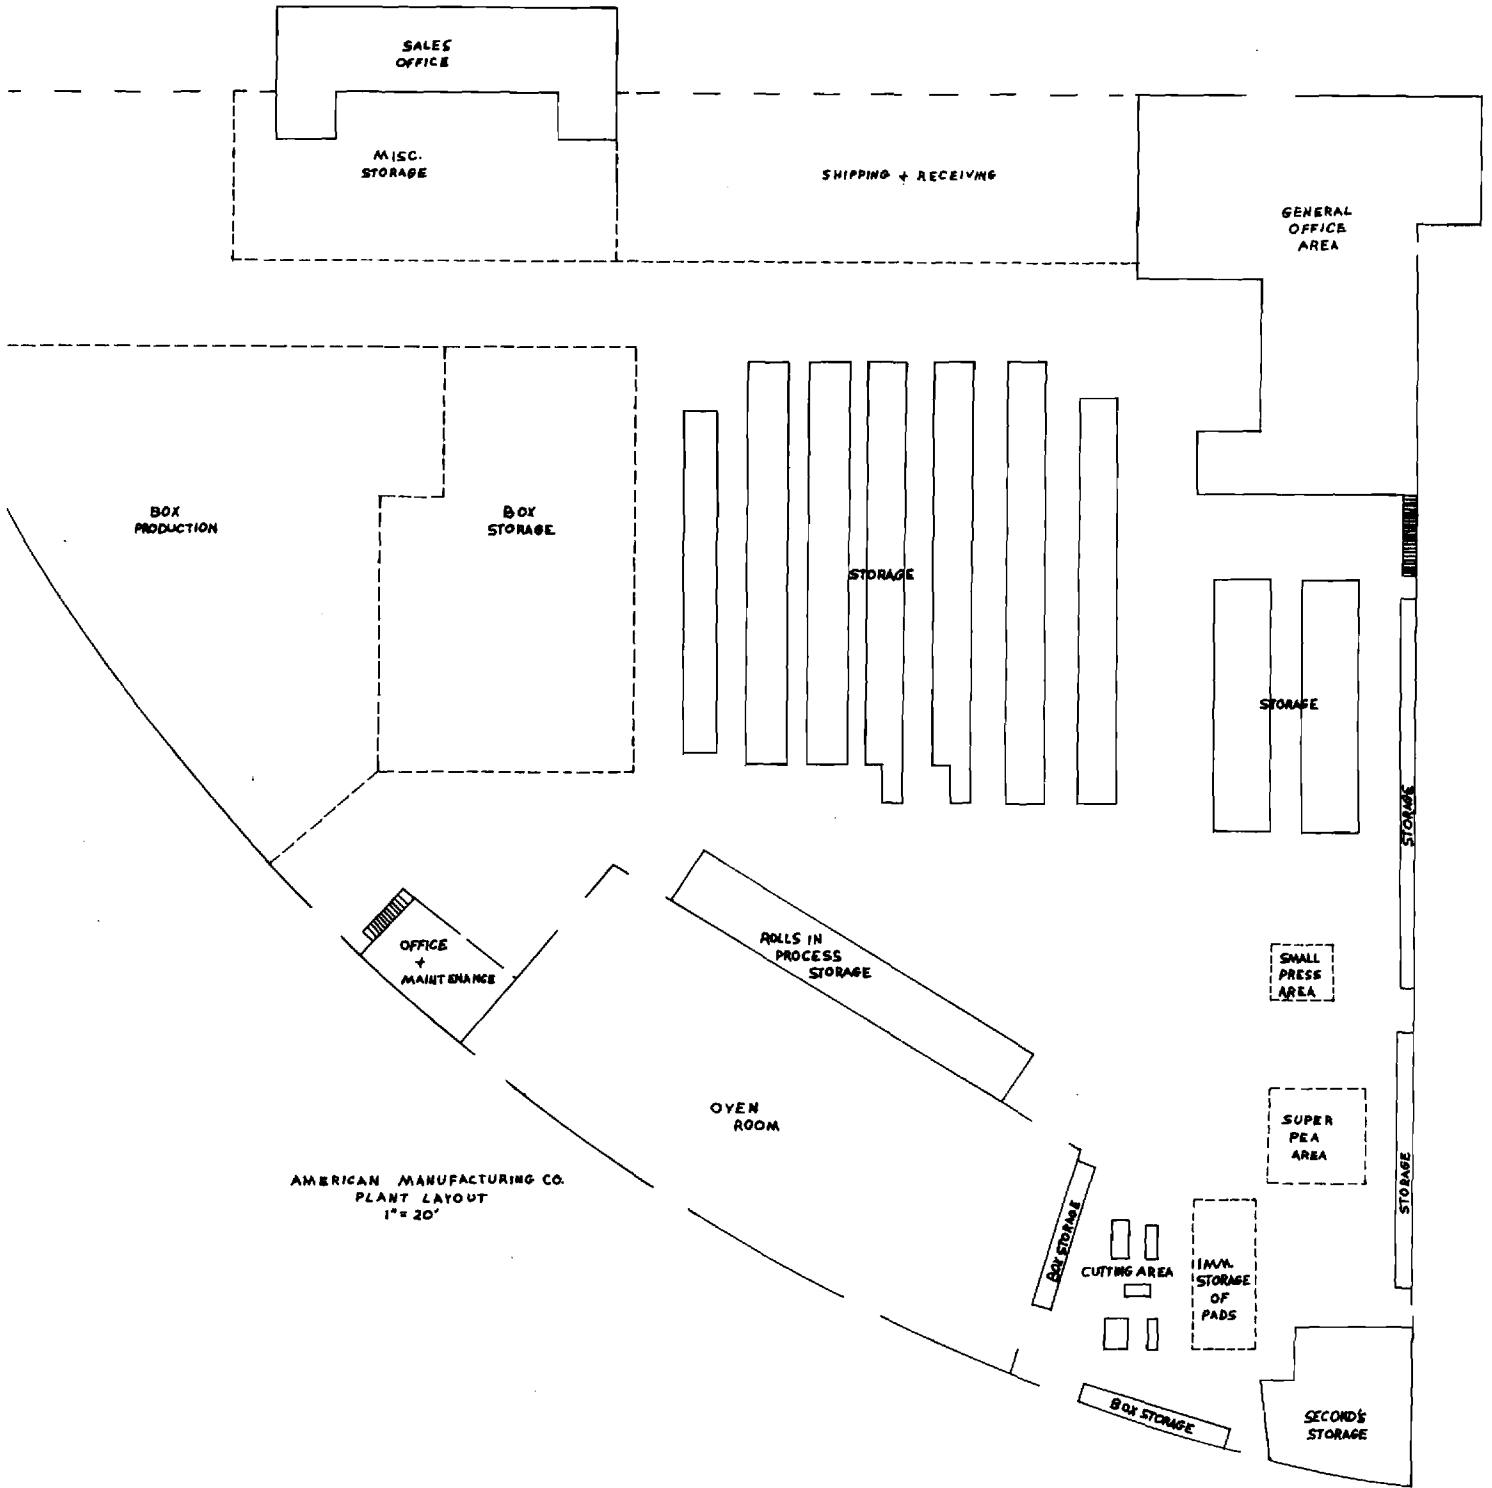 SALES
OFFICE
MISC.
STORAGE
SHIPPING + RECEIVING
GENERAL
OFFICE
AREA
BOX
PRODUCTION
BOX
STORAGE
STORAGE
STORAGE
STORAGE
OFFICE
+
MAINTENANCE
ROLLS IN
PROCESS
STORAGE
SMALL
PRESS
AREA
OVEN
ROOM
SUPER
PEA
AREA
STORAGE
AMERICAN MANUFACTURING CO.
PLANT LAYOUT
1" = 20'
BOX STORAGE
CUTTING AREA
IMM.
STORAGE
OF
PADS
BOX STORAGE
SECOND'S
STORAGE